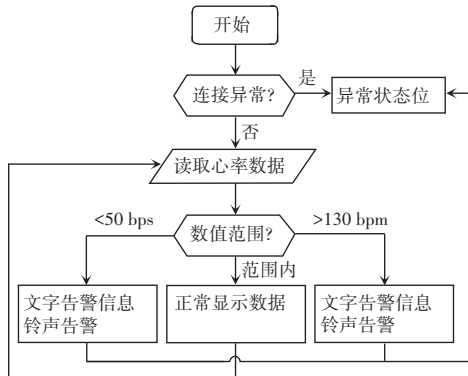 开始
连接异常?
是
异常状态位
否
读取心率数据
<50 bps
数值范围?
>130 bpm
范围内
文字告警信息
铃声告警
正常显示数据
文字告警信息
铃声告警